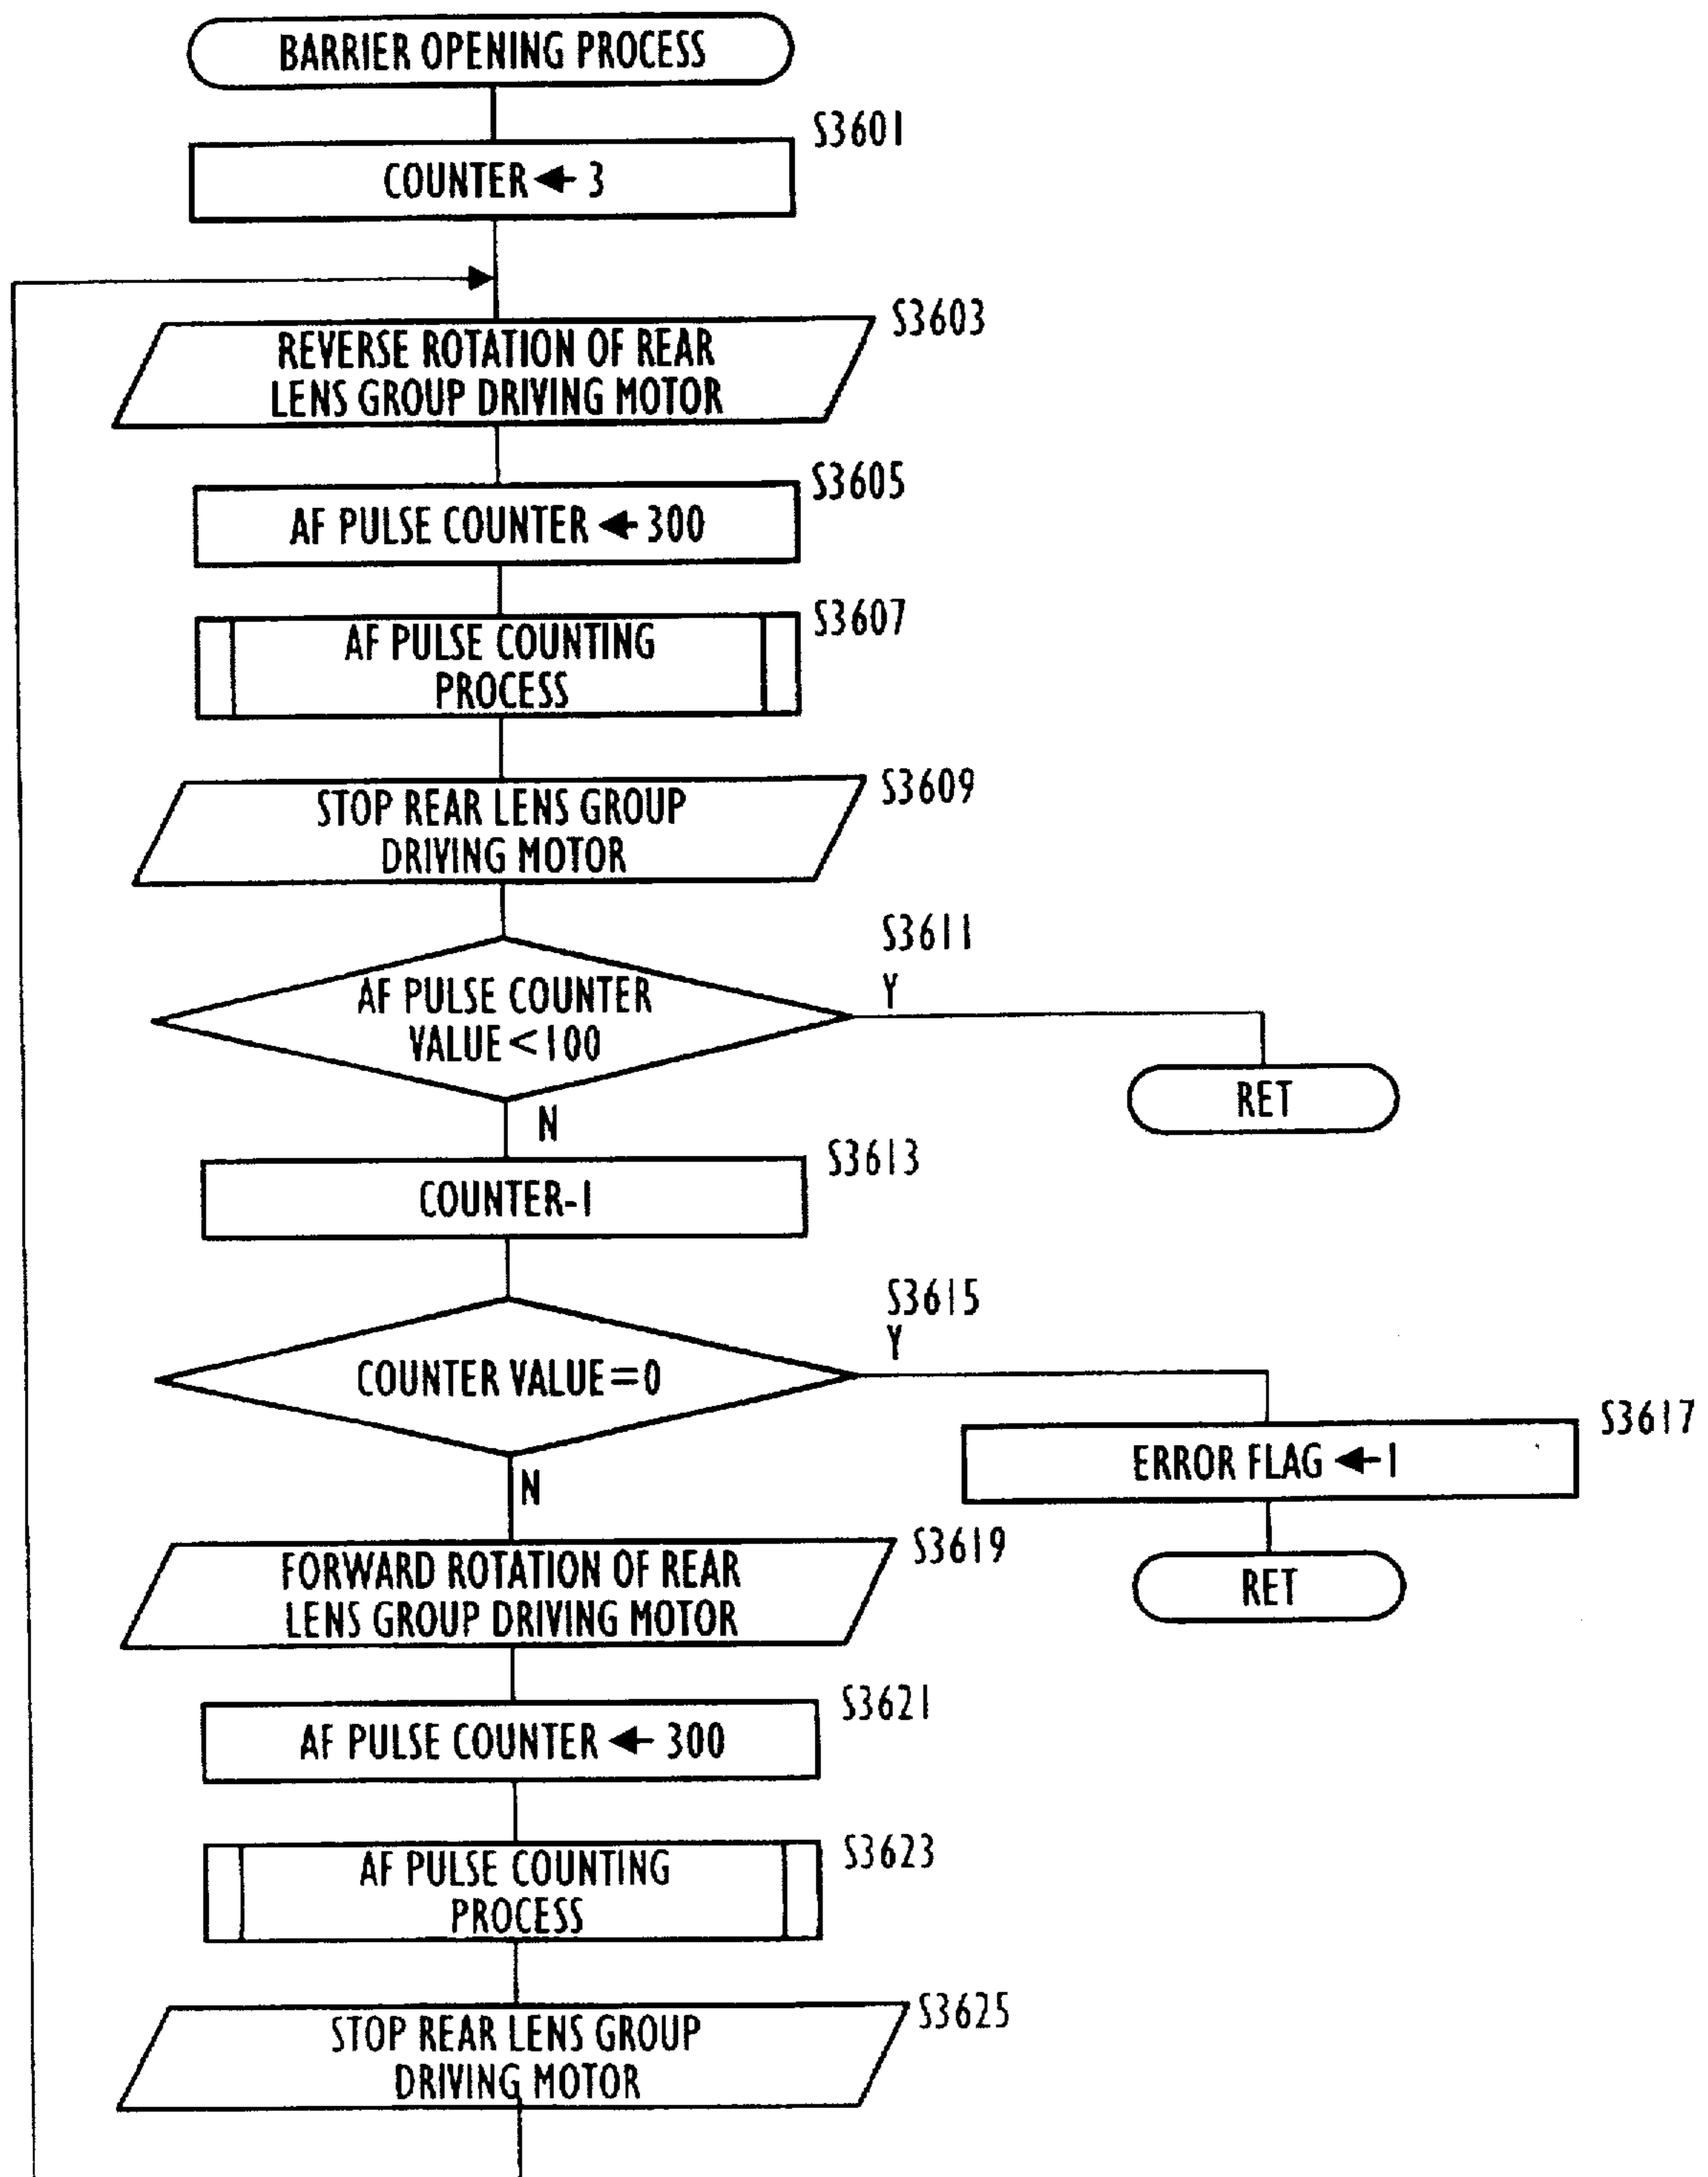 BARRIER OPENING PROCESS
S3601
COUNTER ← 3
S3603
REVERSE ROTATION OF REAR
LENS GROUP DRIVING MOTOR
S3605
AF PULSE COUNTER ← 300
S3607
AF PULSE COUNTING
PROCESS
S3609
STOP REAR LENS GROUP
DRIVING MOTOR
S3611
AF PULSE COUNTER
VALUE<100
Y
RET
N
S3613
COUNTER-1
S3615
Y
COUNTER VALUE=0
S3617
ERROR FLAG ← 1
N
RET
S3619
FORWARD ROTATION OF REAR
LENS GROUP DRIVING MOTOR
S3621
AF PULSE COUNTER ← 300
S3623
AF PULSE COUNTING
PROCESS
S3625
STOP REAR LENS GROUP
DRIVING MOTOR